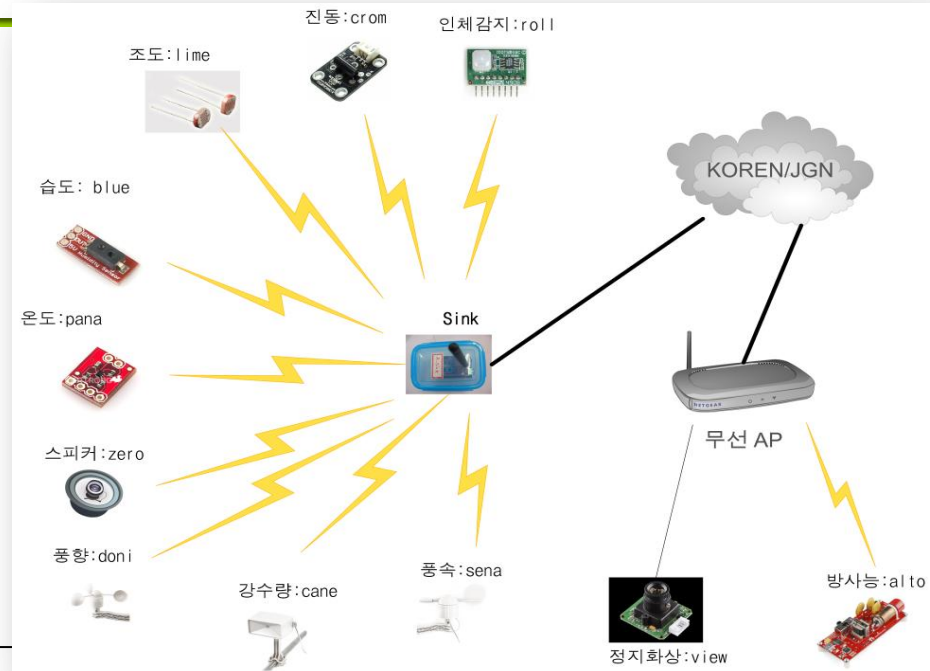 진동:crom
인체감지:roll
조도:lime
KOREN/JGN
습도: blue
온도:pana
Sink
NETGEAR
무선 AP
스피커:zero
풍향:doni
강수량:cane
풍속:sena
방사능:alto
정지화상:view